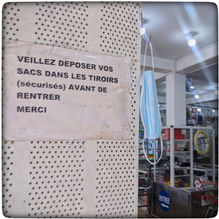 VEILLEZ DEPOSER VOS
SACS DANS LES TIROIRS
(sécurisés) AVANT DE
RENTRER
MERCI